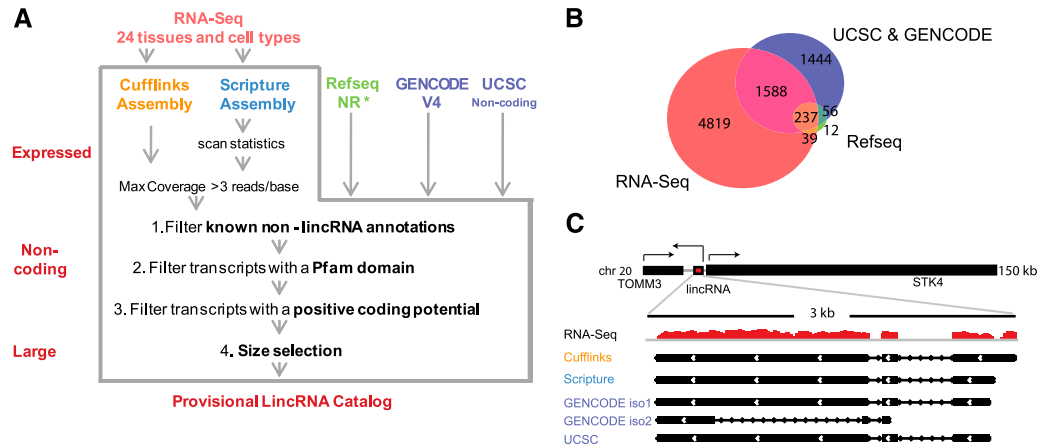 A
RNA-Seq
24 tissues and cell types
Cufflinks
Assembly
Scripture
Assembly
Refseq
NR *
GENCODE
V4
UCSC
Non-coding
Expressed
scan statistics
Max Coverage >3 reads/base
Non-
coding
1.Filter known non -lincRNA annotations
2. Filter transcripts with a Pfam domain
3. Filter transcripts with a positive coding potential
Large
4. Size selection
Provisional LincRNA Catalog
B
UCSC & GENCODE
1444
1588
4819
237
56
12
39
Refseq
RNA-Seq
C
chr 20
TOMM3
lincRNA
STK4
150 kb
3 kb
RNA-Seq
Cufflinks
Scripture
GENCODE iso1
GENCODE iso2
UCSC